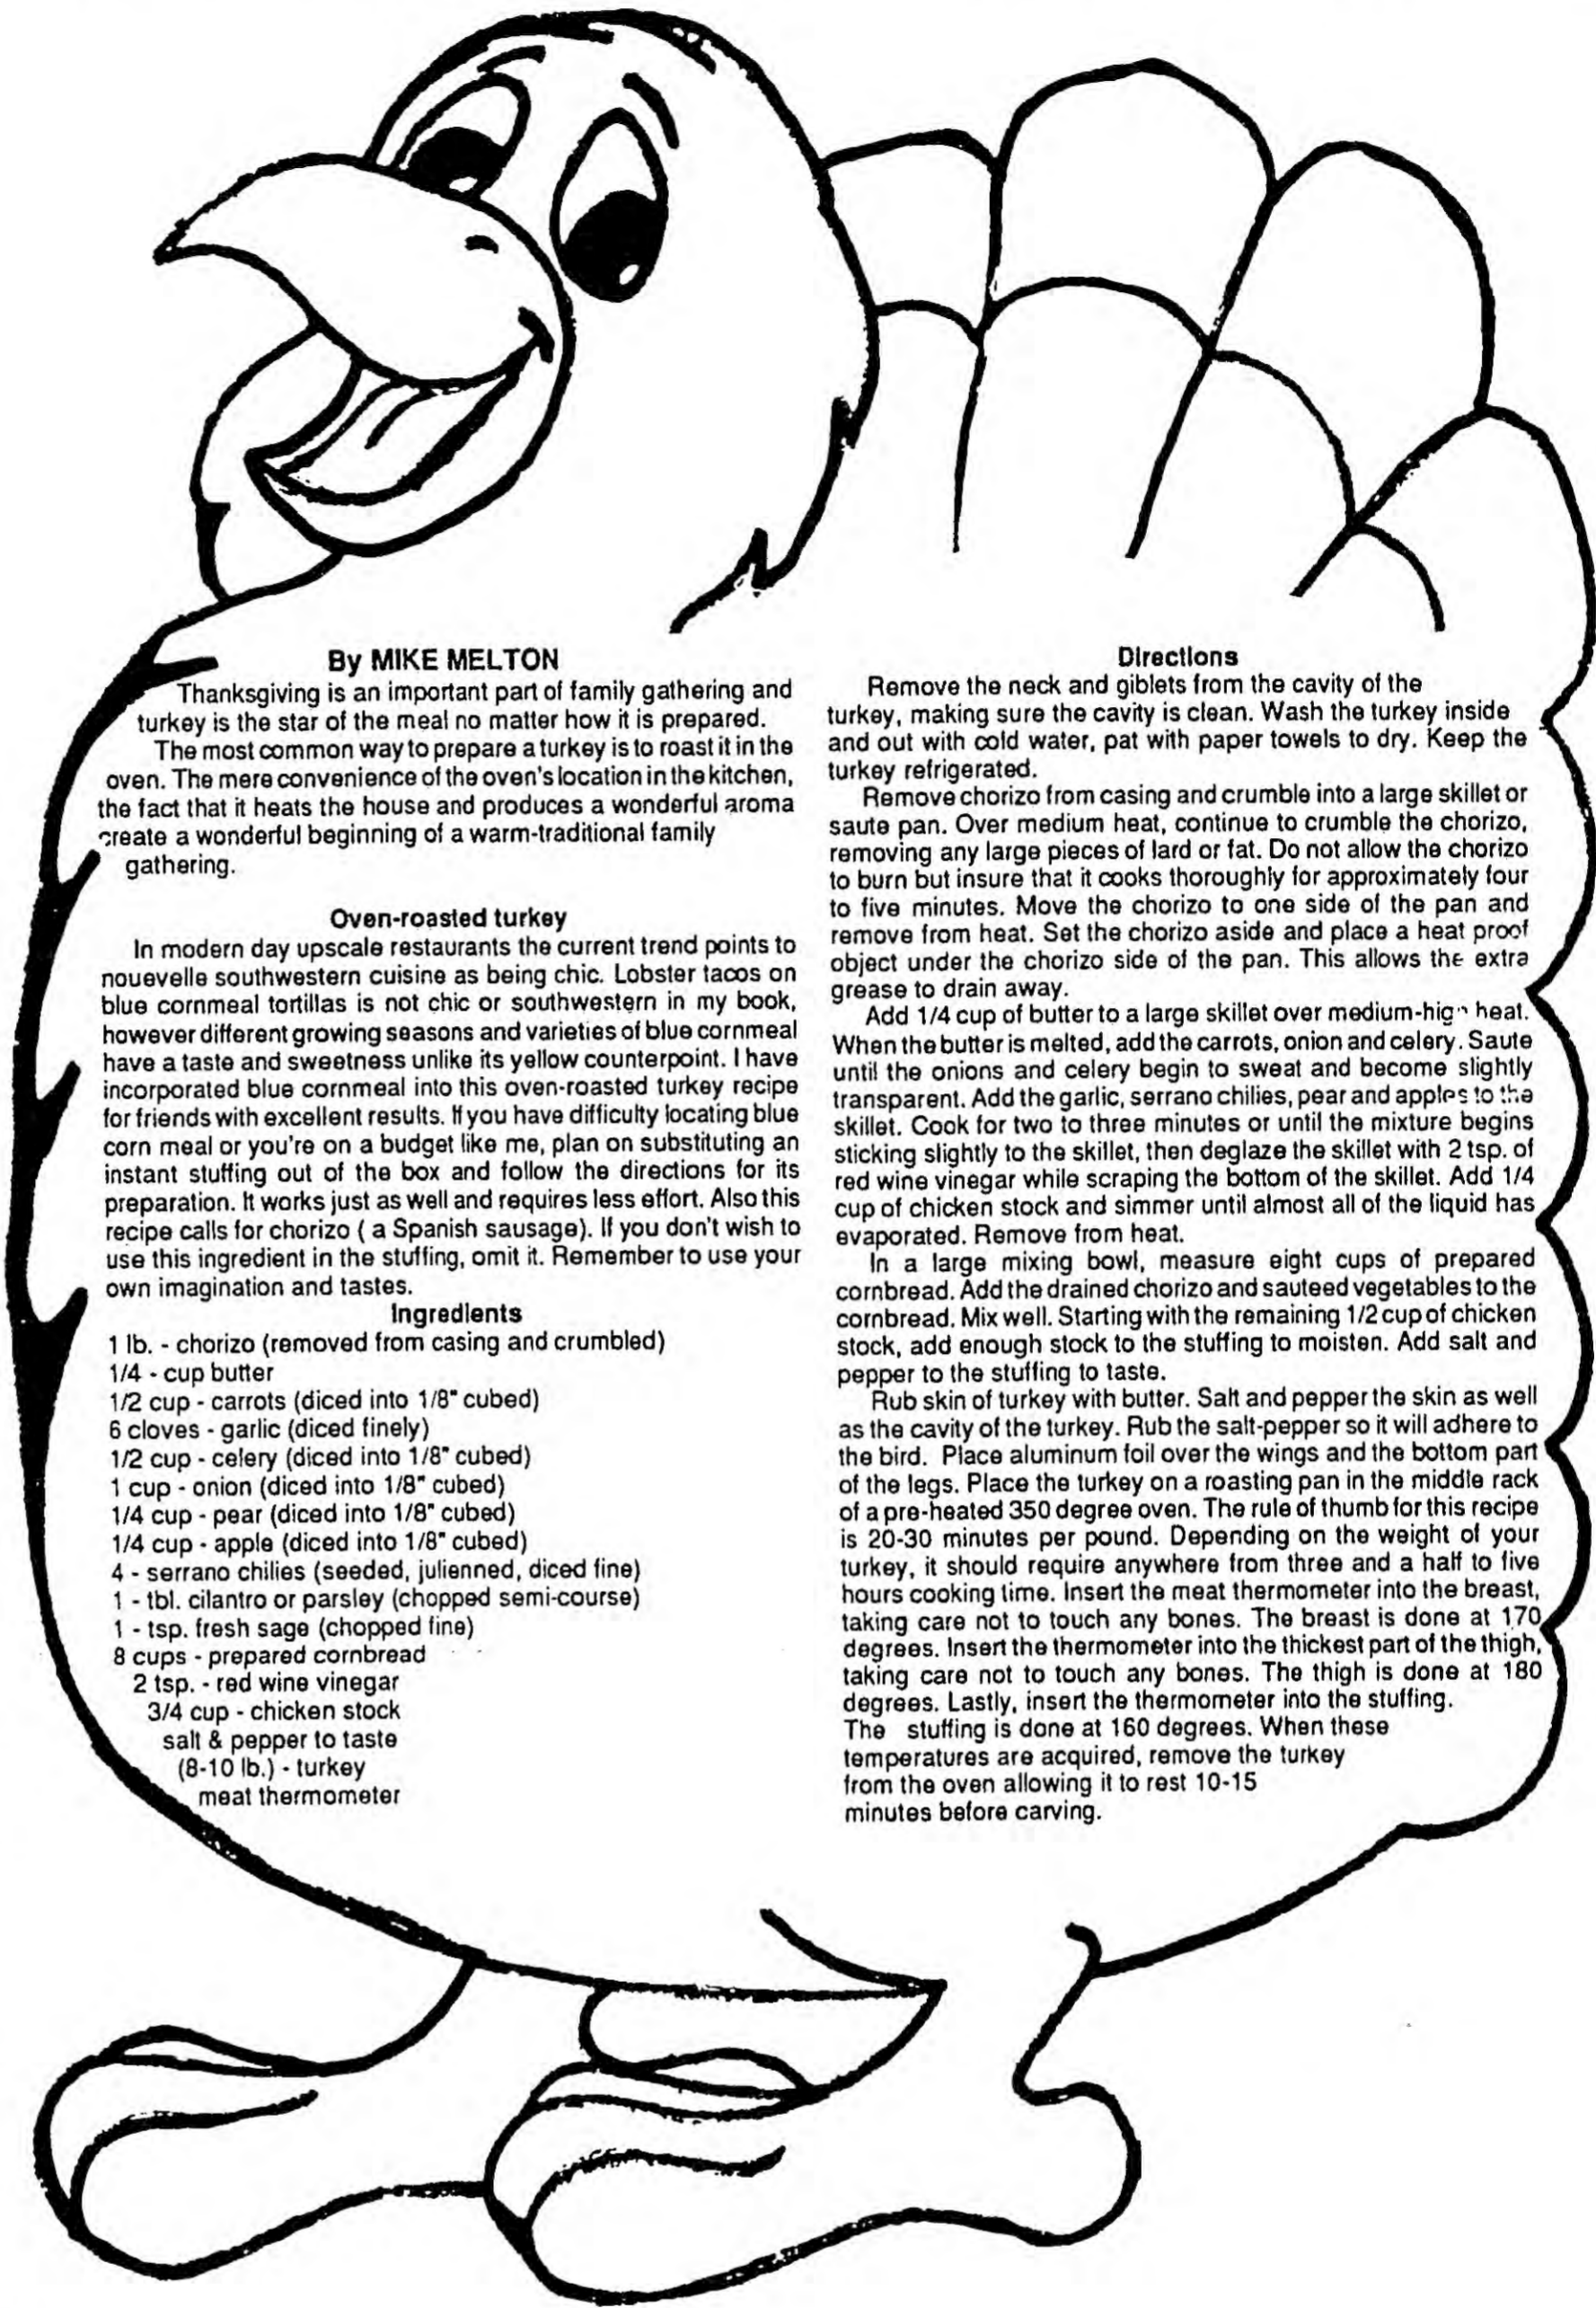 By MIKE MELTON
Thanksgiving is an important part of family gathering and
turkey is the star of the meal no matter how it is prepared.
The most common way to prepare a turkey is to roast it in the
oven. The mere convenience of the oven's location in the kitchen,
the fact that it heats the house and produces a wonderful aroma
create a wonderful beginning of a warm-traditional family
gathering.
Oven-roasted turkey
In modern day upscale restaurants the current trend points to
nouevelle southwestern cuisine as being chic. Lobster tacos on
blue cornmeal tortillas is not chic or southwestern in my book,
however different growing seasons and varieties of blue cornmeal
have a taste and sweetness unlike its yellow counterpoint. I have
incorporated blue cornmeal into this oven-roasted turkey recipe
for friends with excellent results. If you have difficulty locating blue
corn meal or you're on a budget like me, plan on substituting an
instant stuffing out of the box and follow the directions for its
preparation. It works just as well and requires less effort. Also this
recipe calls for chorizo ( a Spanish sausage). If you don't wish to
use this ingredient in the stuffing, omit it. Remember to use your
own imagination and tastes.
Ingredients
1 lb. - chorizo (removed from casing and crumbled)
1/4 - cup butter
1/2 cup - carrots (diced into 1/8" cubed)
6 cloves - garlic (diced finely)
1/2 cup - celery (diced into 1/8" cubed)
1 cup - onion (diced into 1/8" cubed)
1/4 cup - pear (diced into 1/8" cubed)
1/4 cup - apple (diced into 1/8" cubed)
4 - serrano chilies (seeded, julienned, diced fine)
1 - tbl. cilantro or parsley (chopped semi-course)
1 - tsp. fresh sage (chopped fine)
8 cups - prepared cornbread
2 tsp. - red wine vinegar
3/4 cup - chicken stock
salt & pepper to taste
(8-10 lb.) - turkey
meat thermometer
Directions
Remove the neck and giblets from the cavity of the
turkey, making sure the cavity is clean. Wash the turkey inside
and out with cold water, pat with paper towels to dry. Keep the
turkey refrigerated.
Remove chorizo from casing and crumble into a large skillet or
saute pan. Over medium heat, continue to crumble the chorizo,
removing any large pieces of lard or fat. Do not allow the chorizo
to burn but insure that it cooks thoroughly for approximately four
to five minutes. Move the chorizo to one side of the pan and
remove from heat. Set the chorizo aside and place a heat proof
object under the chorizo side of the pan. This allows the extra
grease to drain away.
Add 1/4 cup of butter to a large skillet over medium-high heat.
When the butter is melted, add the carrots, onion and celery. Saute
until the onions and celery begin to sweat and become slightly
transparent. Add the garlic, serrano chilies, pear and apples to the
skillet. Cook for two to three minutes or until the mixture begins
sticking slightly to the skillet, then deglaze the skillet with 2 tsp. of
red wine vinegar while scraping the bottom of the skillet. Add 1/4
cup of chicken stock and simmer until almost all of the liquid has
evaporated. Remove from heat.
In a large mixing bowl, measure eight cups of prepared
cornbread. Add the drained chorizo and sauteed vegetables to the
cornbread. Mix well. Starting with the remaining 1/2 cup of chicken
stock, add enough stock to the stuffing to moisten. Add salt and
pepper to the stuffing to taste.
Rub skin of turkey with butter. Salt and pepper the skin as well
as the cavity of the turkey. Rub the salt-pepper so it will adhere to
the bird. Place aluminum foil over the wings and the bottom part
of the legs. Place the turkey on a roasting pan in the middle rack
of a pre-heated 350 degree oven. The rule of thumb for this recipe
is 20-30 minutes per pound. Depending on the weight of your
turkey, it should require anywhere from three and a half to five
hours cooking time. Insert the meat thermometer into the breast,
taking care not to touch any bones. The breast is done at 170
degrees. Insert the thermometer into the thickest part of the thigh,
taking care not to touch any bones. The thigh is done at 180
degrees. Lastly, insert the thermometer into the stuffing.
The stuffing is done at 160 degrees. When these
temperatures are acquired, remove the turkey
from the oven allowing it to rest 10-15
minutes before carving.